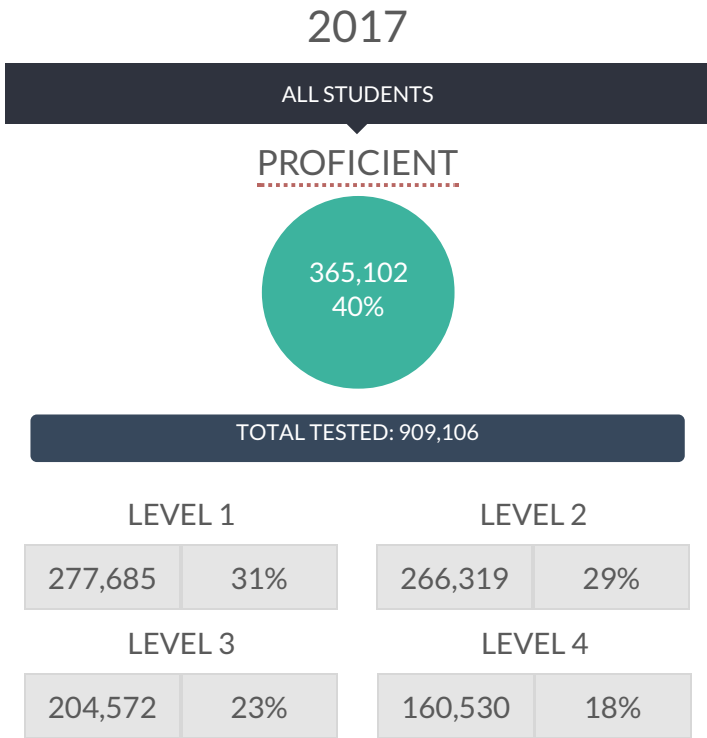 2017
ALL STUDENTS
PROFICIENT
365,102
40%
TOTAL TESTED: 909,106
LEVEL 1 LEVEL 2
277,685 31% 266,319 29%
LEVEL 3 LEVEL 4
204,572 23% 160,530 18%